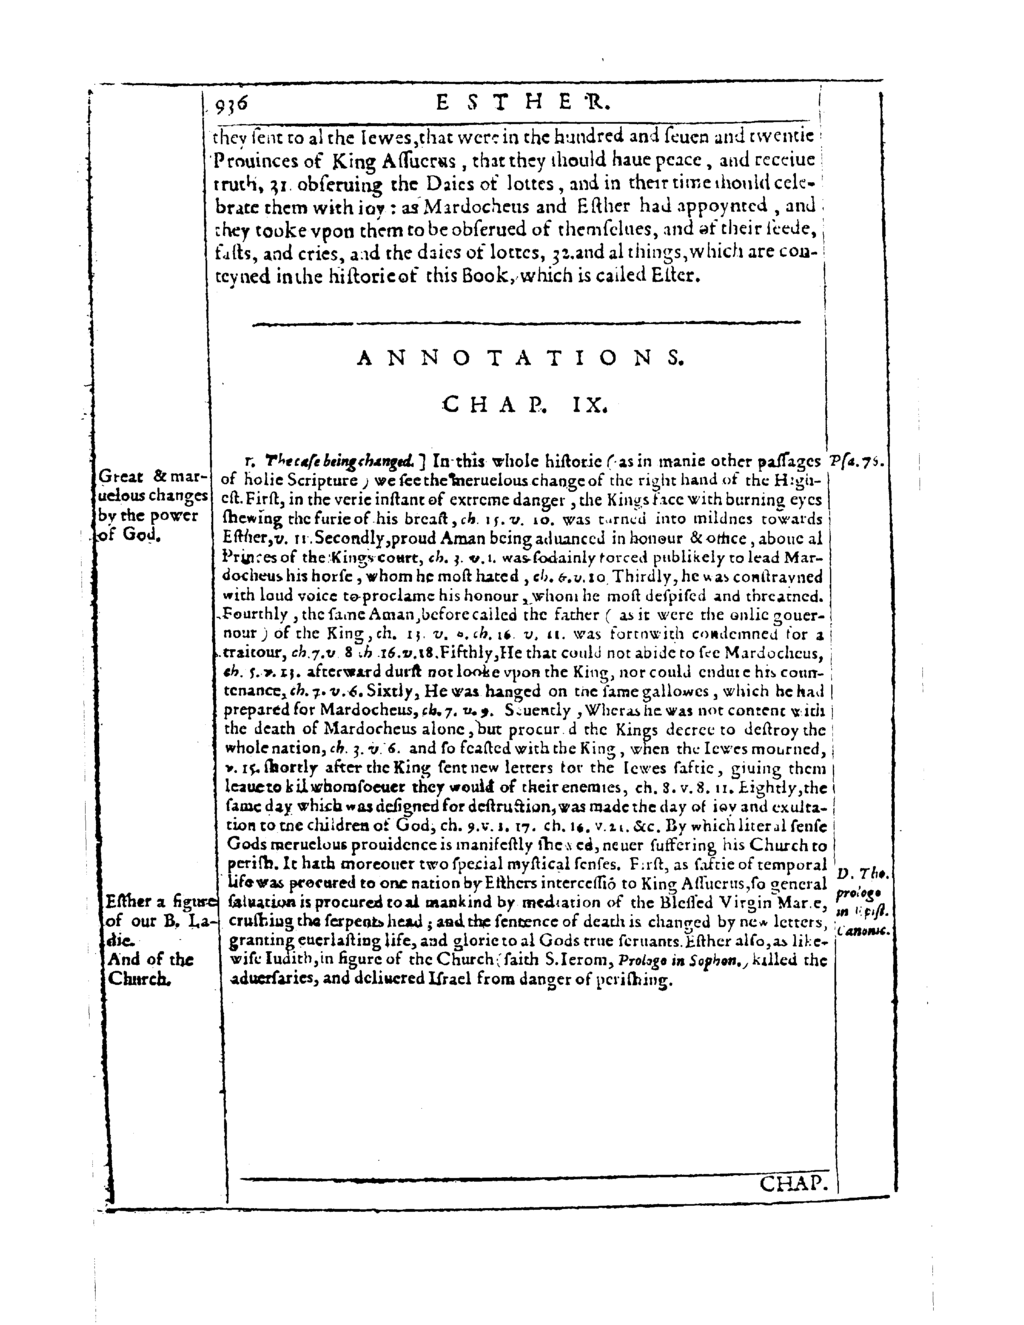 936 ESTHER.
they ſent to al the Iewes,that were in the hundred and ſeuen and twentie
Prouinces of King Aſſuerus, that they ſhould haue peace, and receiue
truth, 31. obſeruing the Daies of lottes, and in their time ſhould cele-
brate them with ioy : as Mardocheus and Eſther had appoynted, and
they tooke vpon them to be obſerued of themſelues, and of their ſeede,
faſts, and cries, and the daies of lottes, 32.and al things,which are con-
teyned in the hiſtorie of this Book, which is called Eſter.
ANNOTATIONS.
CHAP. IX.
1. The caſe being changed.] In this whole hiſtorie (as in manie other paſſages
of holie Scripture) we ſee the meruelous change of the right hand of the High-
eſt. Firſt, in the verie inſtant of extreme danger, the Kings face with burning eyes
ſhewing the furie of his breaſt, ch. 15. v. 10. was turned into mildnes towards
Eſther,v. 11.Secondly,proud Aman being aduanced in honour & office, aboue al
Princes of the Kings court, ch. 3. v.1. was ſodainly forced publikely to lead Mar-
docheus his horſe, whom he moſt hated, ch. 6.v.10. Thirdly, he was conſtrayned
with loud voice to proclame his honour, whom he moſt deſpiſed and threatned.
Fourthly, the ſame Aman,before called the father ( as it were the onlie gouer-
nour) of the King, ch. 13. v. 6. ch. 16. v. 11. was fortnwith condemned for a
traitour, ch.7.v 8 ch.16.v.18.Fifthly,He that could not abide to ſee Mardocheus,
ch. 5.v.13. afterward durſt not looke vpon the King, nor could endure his coun-
tenance, ch.7.v.6. Sixtly, He was hanged on the ſame gallowes, which he had
prepared for Mardocheus, ch. 7. v. 9. Seuently, Wheras he was not content with
the death of Mardocheus alone, but procur d the Kings decree to deſtroy the
whole nation, ch. 3. v. 6. and ſo feaſted with the King, when the Iewes mourned,
v. 15. ſhortly after the King ſent new letters for the Iewes ſaftie, giuing them
leaue to kil whomſoeuer they would of their enemies, ch. 8. v. 8. 11. Eightly,the
ſame day which was deſigned for deſtruction,was made the day of ioy and exulta-
tion to tne children of God, ch. 9.v. 1. 17. ch. 16. v.21. &c. By which literal ſenſe
Gods meruelous prouidence is manifeſtly ſhewed, neuer ſuffering his Church to
periſh. It hath moreouer two ſpecial myſtical ſenſes. Firſt, as ſaftie of temporal
life was procured to one nation by Eſthers interceſſiō to King Aſſuerus,ſo general
ſaluation is procured to al mankind by mediation of the Bleſſed Virgin Marie,
cruſhing the ſerpents head; and the ſentence of death is changed by new letters,
granting euerlaſting life, and glorie to al Gods true ſeruants. Eſther alſo,as like-
wiſe Iudith,in figure of the Church (ſaith S.Ierom, Prologo in Sophon.) killed the
aduerſaries, and deliuered Iſrael from danger of periſhing.
Pſa.75.
Great & mar-
uelous changes
by the power
of God.
Eſther a figure
of our B. La-
die.
And of the
Church.
D. Tho.
prologo
in Epiſt.
Canonic.
CHAP.